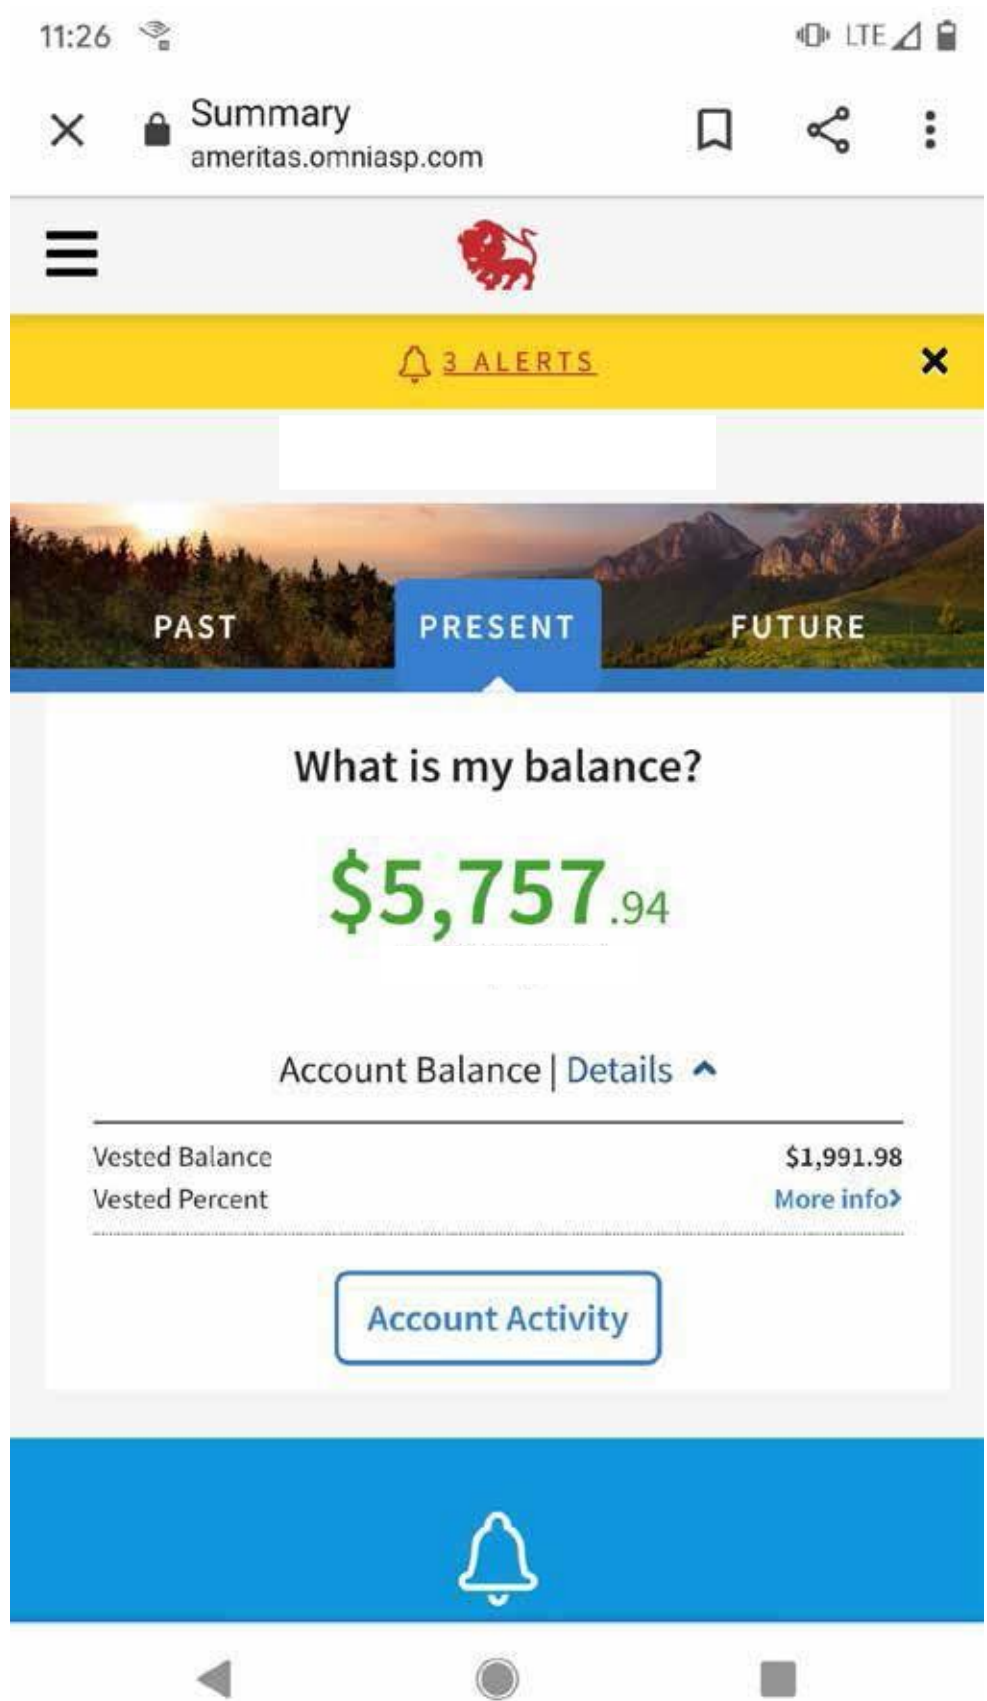 11:26
LTE
Summary
ameritas.omniasp.com
3 ALERTS
PAST PRESENT FUTURE
What is my balance?
$5,757.94
Account Balance | Details
Vested Balance $1,991.98
Vested Percent More info>
Account Activity